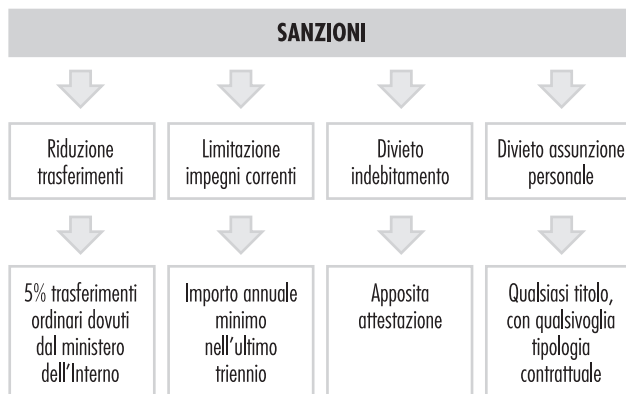 SANZIONI
Riduzione
trasferimenti
Limitazione
impegni correnti
Divieto
indebitamento
Divieto assunzione
personale
5% trasferimenti
ordinari dovuti
dal ministero
dell'Interno
Importo annuale
minimo
nell'ultimo
triennio
Apposita
attestazione
Qualsiasi titolo,
con qualsivoglia
tipologia
contrattuale